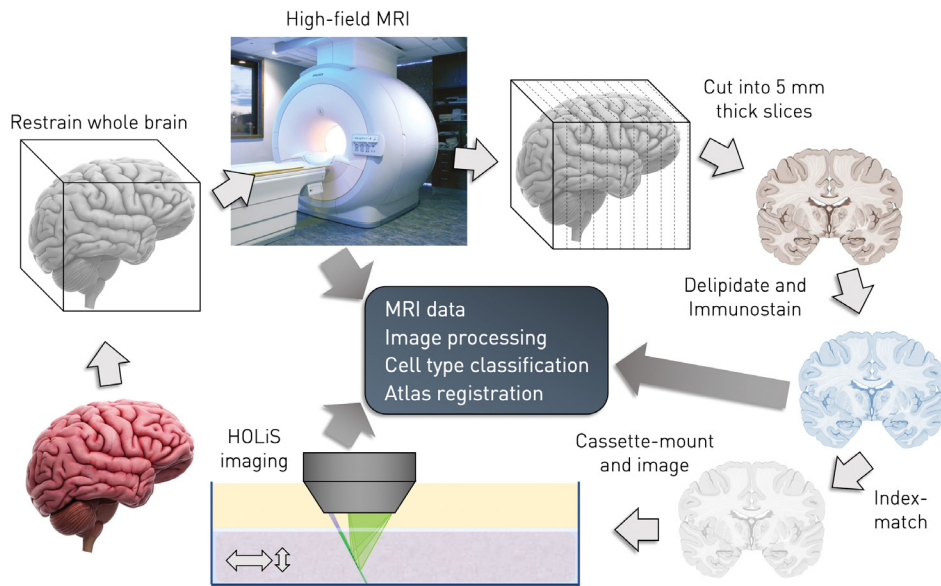 High-field MRI
Restrain whole brain
Cut into 5 mm
thick slices
Delipidate and
Immunostain
MRI data
Image processing
Cell type classification
Atlas registration
HOLiS
imaging
Cassette-mount
and image
Index-
match